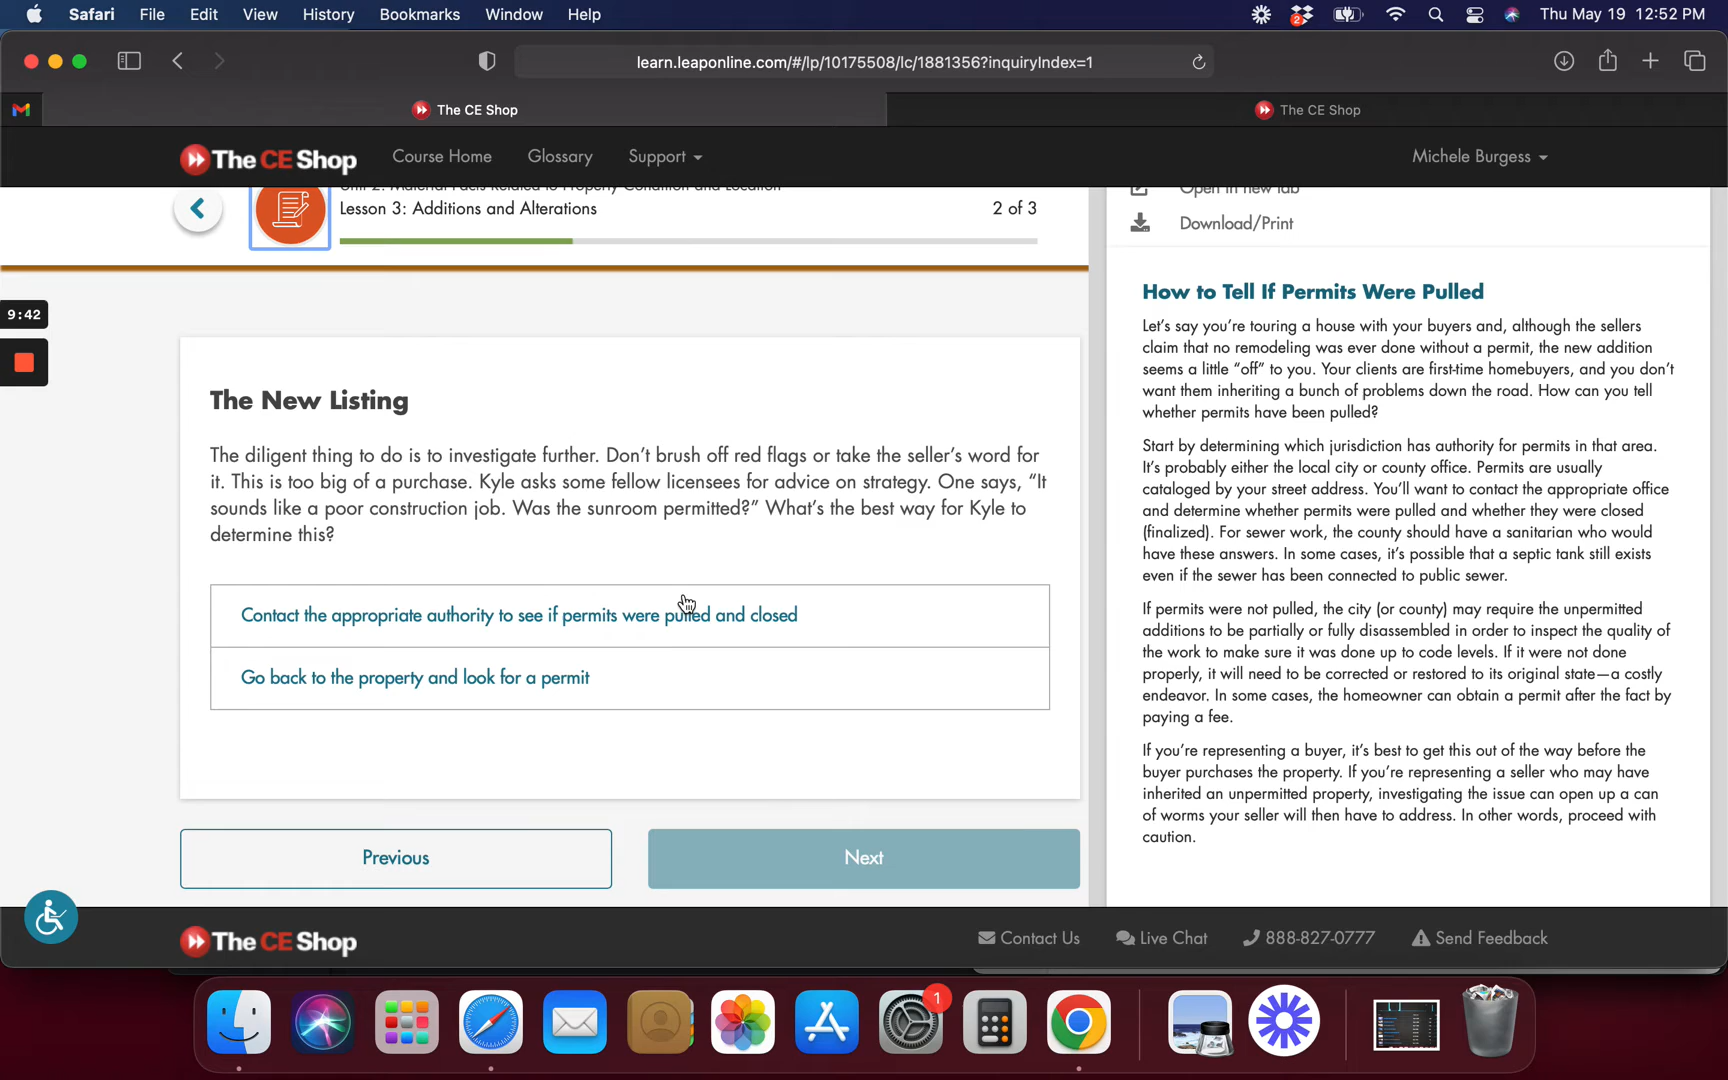 Safari File Edit View History Bookmarks Window Help
2
Thu May 19 12:52 PM
learn.leaponline.com/#/lp/10175508/lc/1881356?inquiryIndex=1
The CE Shop
The CE Shop
The CE Shop
Course Home
Glossary
Support
Michele Burgess
Unit 2: Material Facts Related to Property Condition and Location
Lesson 3: Additions and Alterations
2 of 3
9:42
The New Listing
The diligent thing to do is to investigate further. Don't brush off red flags or take the seller's word for
it. This is too big of a purchase. Kyle asks some fellow licensees for advice on strategy. One says, "It
sounds like a poor construction job. Was the sunroom permitted?" What's the best way for Kyle to
determine this?
Contact the appropriate authority to see if permits were pulled and closed
Go back to the property and look for a permit
Previous
Next
Open in new tab
Download/Print
How to Tell If Permits Were Pulled
Let's say you're touring a house with your buyers and, although the sellers
claim that no remodeling was ever done without a permit, the new addition
seems a little "off" to you. Your clients are first-time homebuyers, and you don't
want them inheriting a bunch of problems down the road. How can you tell
whether permits have been pulled?
Start by determining which jurisdiction has authority for permits in that area.
It's probably either the local city or county office. Permits are usually
cataloged by your street address. You'll want to contact the appropriate office
and determine whether permits were pulled and whether they were closed
(finalized). For sewer work, the county should have a sanitarian who would
have these answers. In some cases, it's possible that a septic tank still exists
even if the sewer has been connected to public sewer.
If permits were not pulled, the city (or county) may require the unpermitted
additions to be partially or fully disassembled in order to inspect the quality of
the work to make sure it was done up to code levels. If it were not done
properly, it will need to be corrected or restored to its original state—a costly
endeavor. In some cases, the homeowner can obtain a permit after the fact by
paying a fee.
If you're representing a buyer, it's best to get this out of the way before the
buyer purchases the property. If you're representing a seller who may have
inherited an unpermitted property, investigating the issue can open up a can
of worms your seller will then have to address. In other words, proceed with
caution.
The CE Shop
Contact Us
Live Chat
888-827-0777
Send Feedback
1